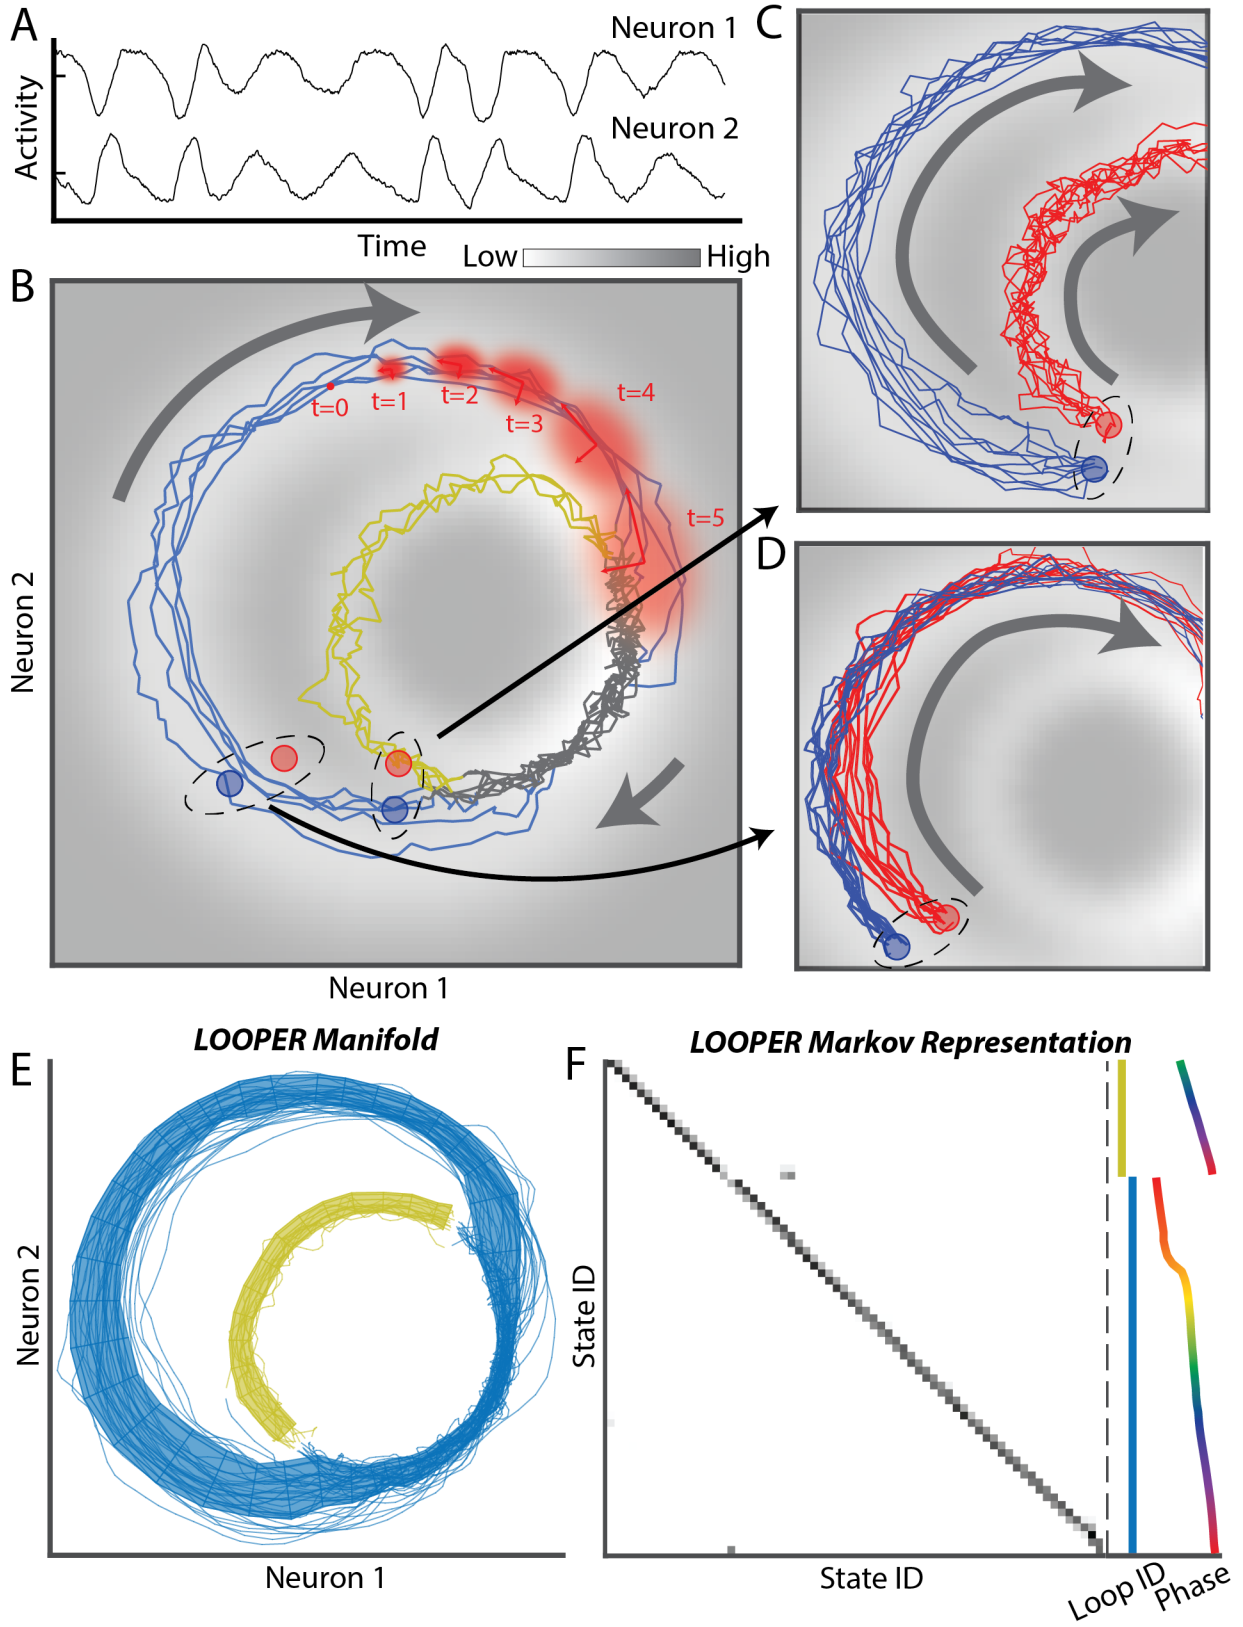 A
Neuron 1
Neuron 2
Activity
Time
Low
High
B
t=0
t=1
t=2
t=3
t=4
t=5
Neuron 2
Neuron 1
C
D
LOOPER Manifold
E
Neuron 2
Neuron 1
LOOPER Markov Representation
F
State ID
State ID
Loop ID
Phase